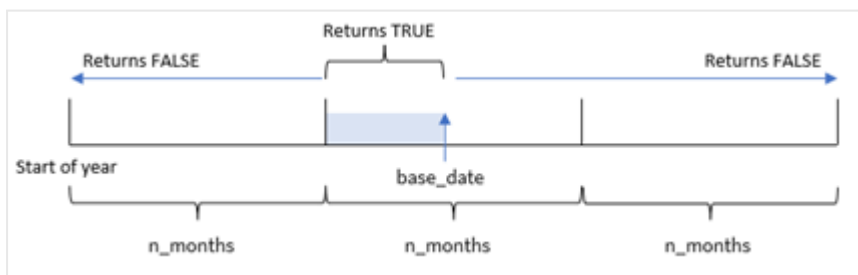 Returns TRUE
Returns FALSE
Returns FALSE
Start of year
base_date
n_months
n_months
n_months